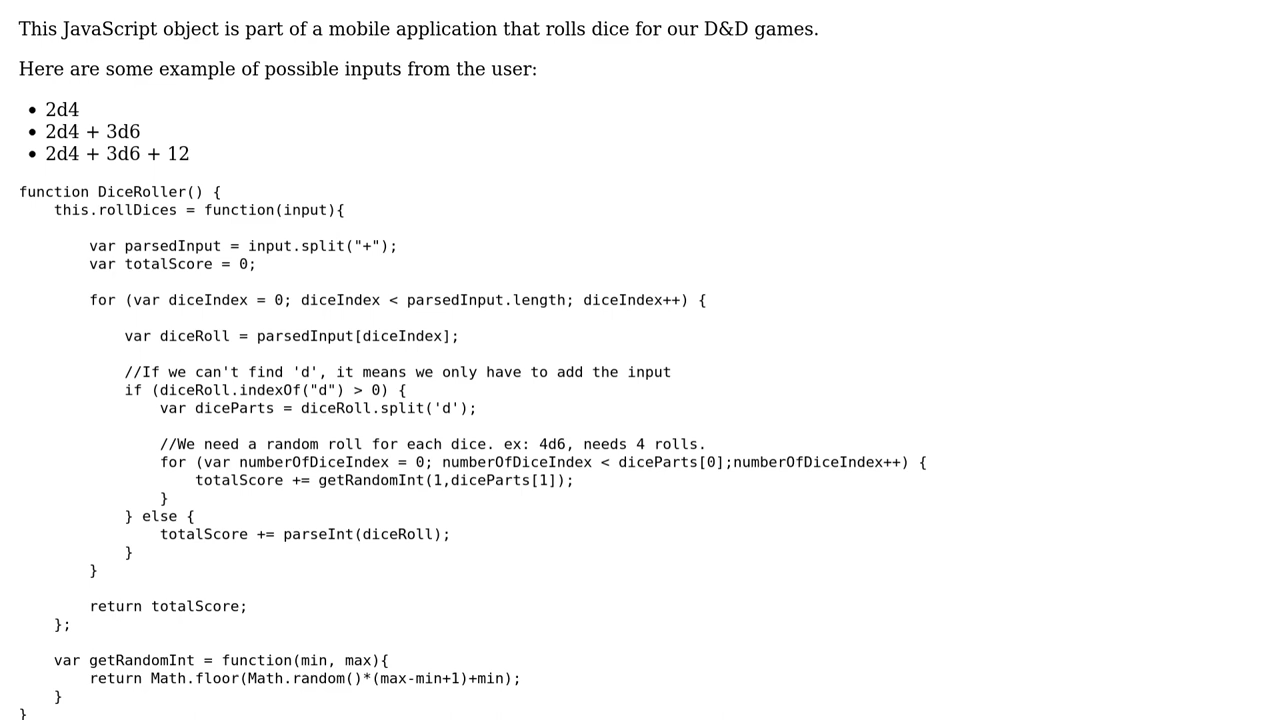 This JavaScript object is part of a mobile application that rolls dice for our D&D games.
Here are some example of possible inputs from the user:
• 2d4
• 2d4 + 3d6
• 2d4 + 3d6 + 12
function DiceRoller() {
    this.rollDices = function(input){
        var parsedInput = input.split("+");
        var totalScore = 0;
        for (var diceIndex = 0; diceIndex < parsedInput.length; diceIndex++) {
            var diceRoll = parsedInput[diceIndex];
            //If we can't find 'd', it means we only have to add the input
            if (diceRoll.indexOf("d") > 0) {
                var diceParts = diceRoll.split('d');
                //We need a random roll for each dice. ex: 4d6, needs 4 rolls.
                for (var numberOfDiceIndex = 0; numberOfDiceIndex < diceParts[0];numberOfDiceIndex++) {
                    totalScore += getRandomInt(1,diceParts[1]);
                }
            } else {
                totalScore += parseInt(diceRoll);
            }
        }
        return totalScore;
    };
    var getRandomInt = function(min, max){
        return Math.floor(Math.random()*(max-min+1)+min);
    }
}